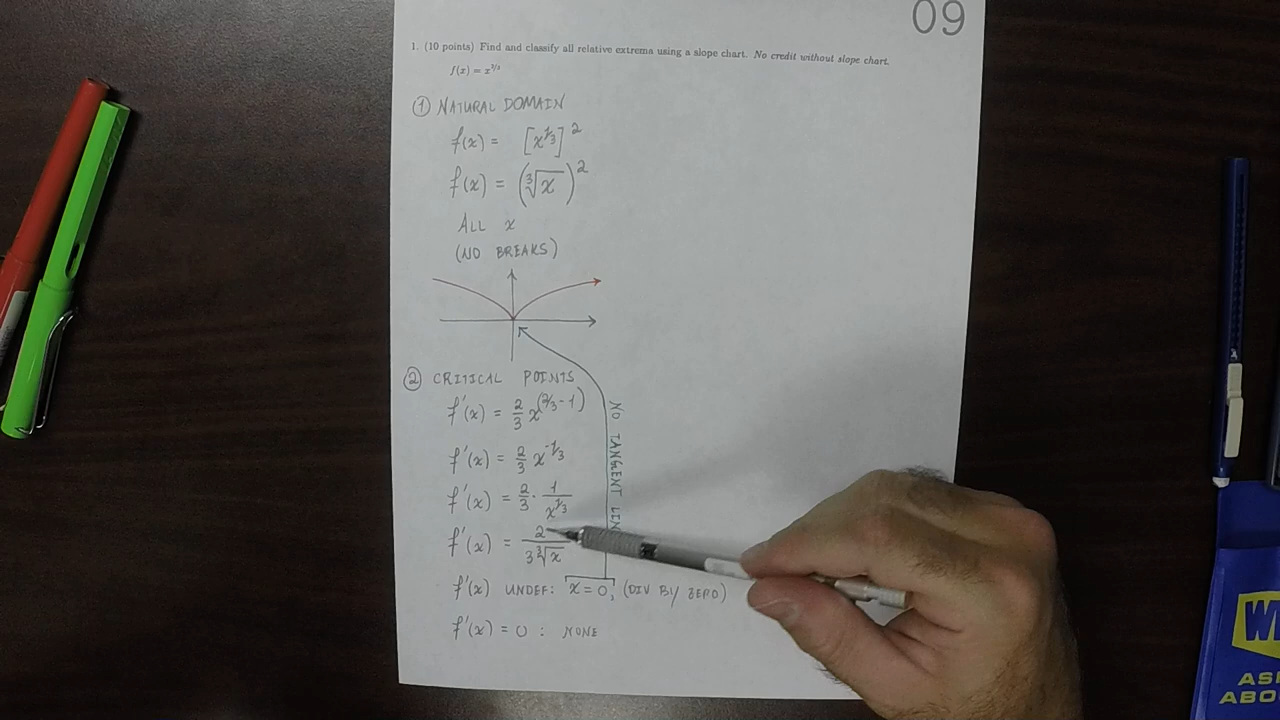 09
1. (10 points) Find and classify all relative extrema using a slope chart. No credit without slope chart.
f(x) = x^{2/3}
① NATURAL DOMAIN
f(x) = [x^{1/3}]^2
f(x) = (∛x)^2
ALL x
(NO BREAKS)
② CRITICAL POINTS
f'(x) = 2/3 x^{(2/3 - 1)}
f'(x) = 2/3 x^{-1/3}
f'(x) = 2/3 · 1/x^{1/3}
f'(x) = 2/(3∛x)
NO TANGENT
f'(x) UNDEF: x = 0, (DIV BY ZERO)
f'(x) = 0 : NONE